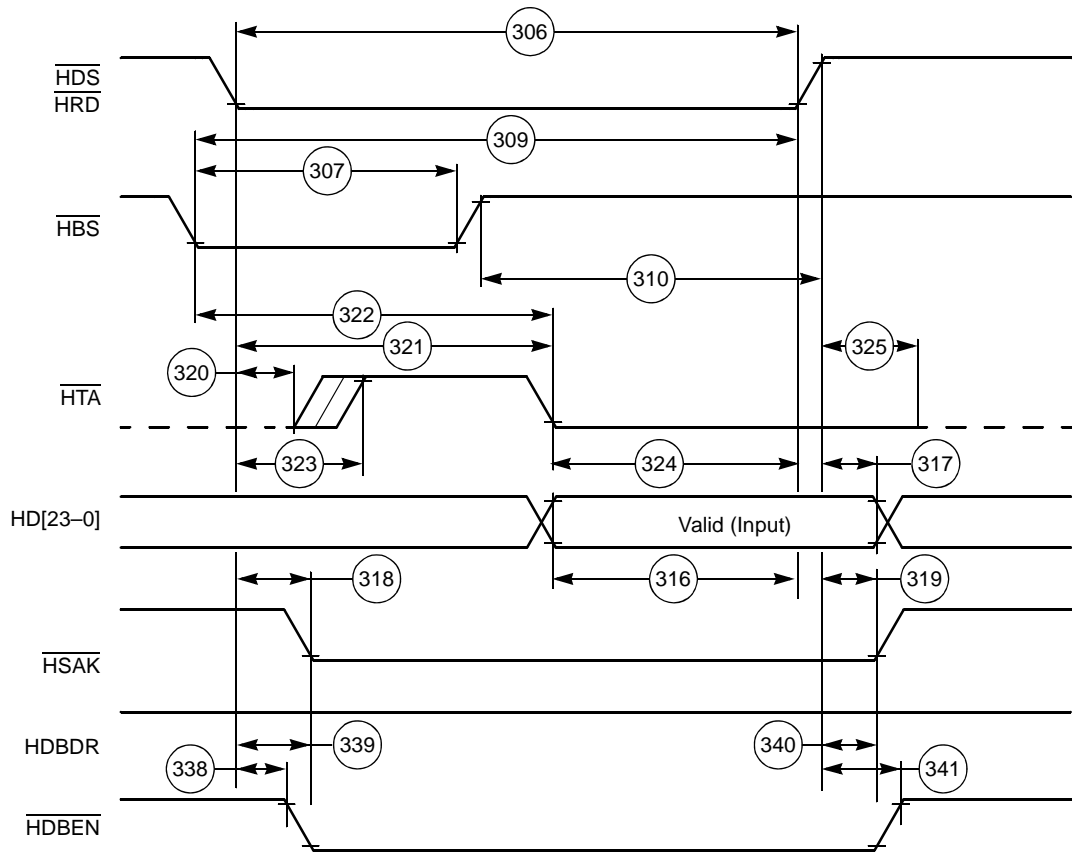 306
HDS
HRD
309
307
HBS
310
322
321
325
320
HTA
323
324
317
HD[23–0]
Valid (Input)
318
316
319
HSAK
HDBDR
339
340
338
341
HDBEN